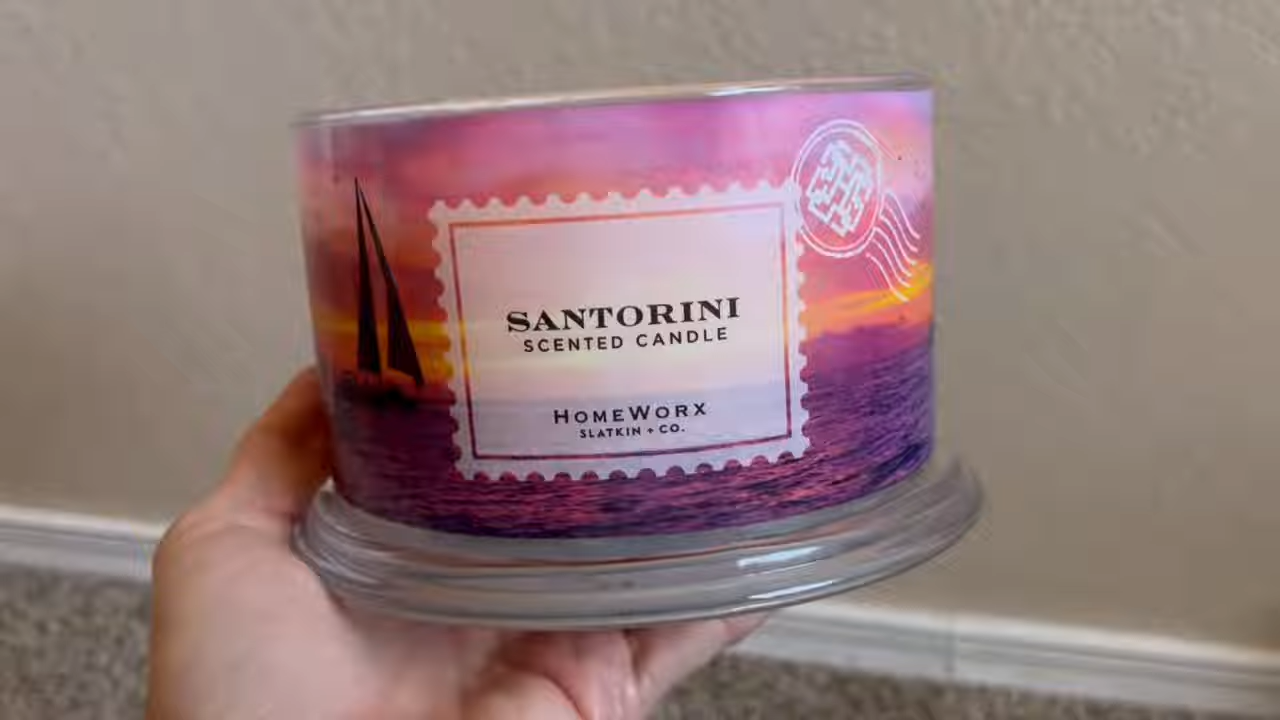 SANTORINI
SCENTED CANDLE
HOMEWORX
SLATKIN + CO.